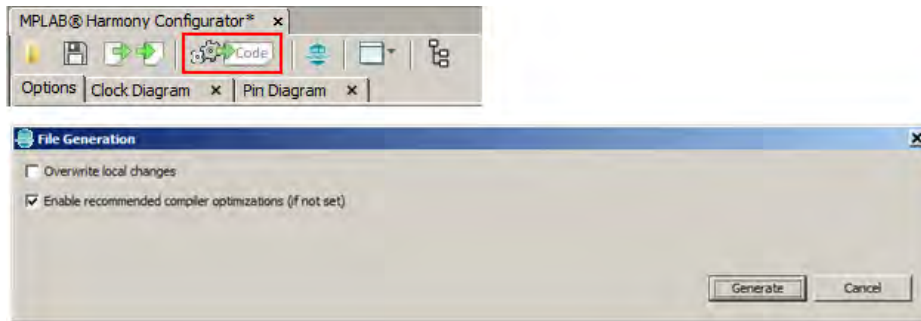 MPLAB® Harmony Configurator* x
Code
Options Clock Diagram x Pin Diagram x
File Generation
Overwrite local changes
Enable recommended compiler optimizations (if not set)
Generate Cancel